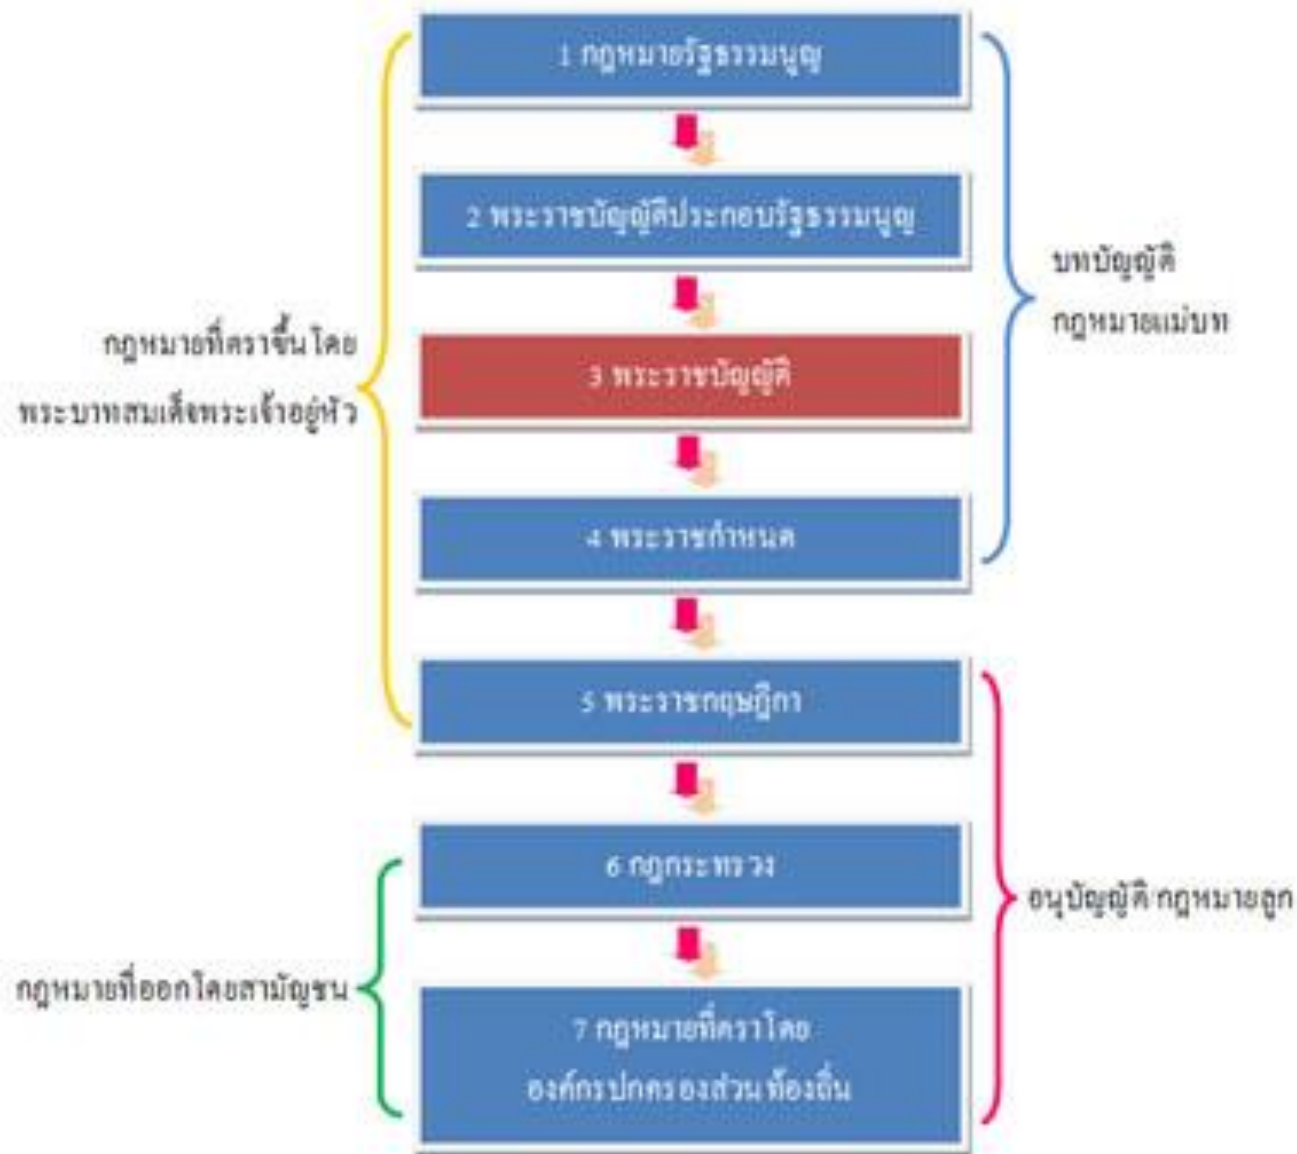 1 กฎหมายรัฐธรรมนูญ
2 พระราชบัญญัติประกอบรัฐธรรมนูญ
บทบัญญัติ
กฎหมายแม่บท
กฎหมายที่ตราขึ้นโดย
พระบาทสมเด็จพระเจ้าอยู่หัว
3 พระราชบัญญัติ
4 พระราชกำหนด
5 พระราชกฤษฎีกา
6 กฎกระทรวง
อนุบัญญัติ/กฎหมายลูก
กฎหมายที่ออกโดยสามัญชน
7 กฎหมายที่ตราโดย
องค์กรปกครองส่วนท้องถิ่น